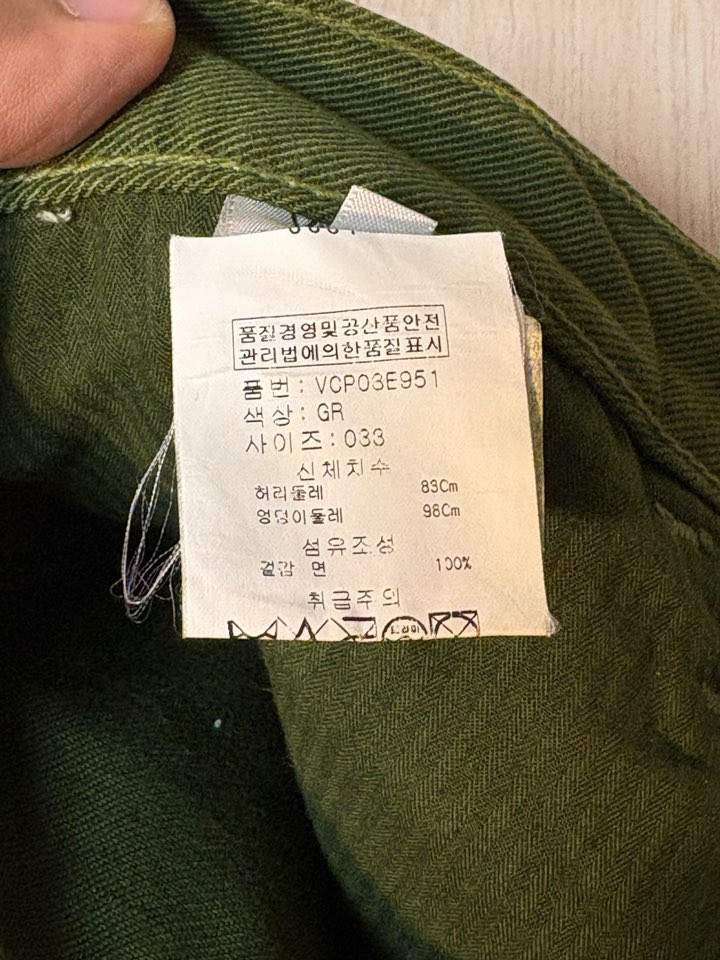 품질경영및공산품안전
관리법에의한품질표시
품번: VCP03E951
색상: GR
사이즈: 033
신체치수
허리둘레 83Cm
엉덩이둘레 98Cm
섬유조성
겉감 면 100%
취급주의